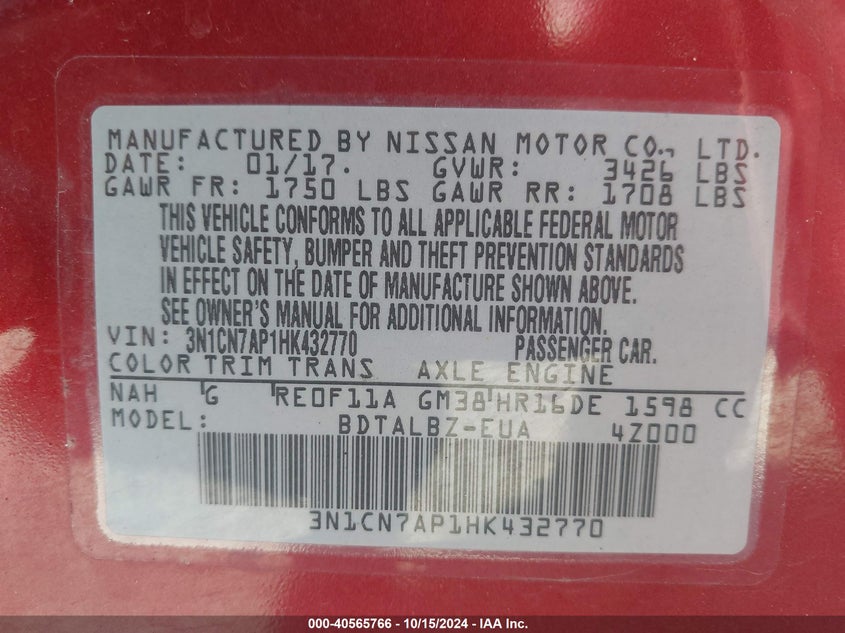 MANUFACTURED BY NISSAN MOTOR CO., LTD.
DATE: 01/17. GVWR: 3426 LBS
GAWR FR: 1750 LBS GAWR RR: 1708 LBS
THIS VEHICLE CONFORMS TO ALL APPLICABLE FEDERAL MOTOR
VEHICLE SAFETY, BUMPER AND THEFT PREVENTION STANDARDS
IN EFFECT ON THE DATE OF MANUFACTURE SHOWN ABOVE.
SEE OWNER'S MANUAL FOR ADDITIONAL INFORMATION.
VIN: 3N1CN7AP1HK432770 PASSENGER CAR.
COLOR TRIM TRANS AXLE ENGINE
NAH G RE0F11A GM38 HR16DE 1598 CC
MODEL: BDTALBZ-EUA 4Z000
3N1CN7AP1HK432770
000-40565766 - 10/15/2024 - IAA Inc.